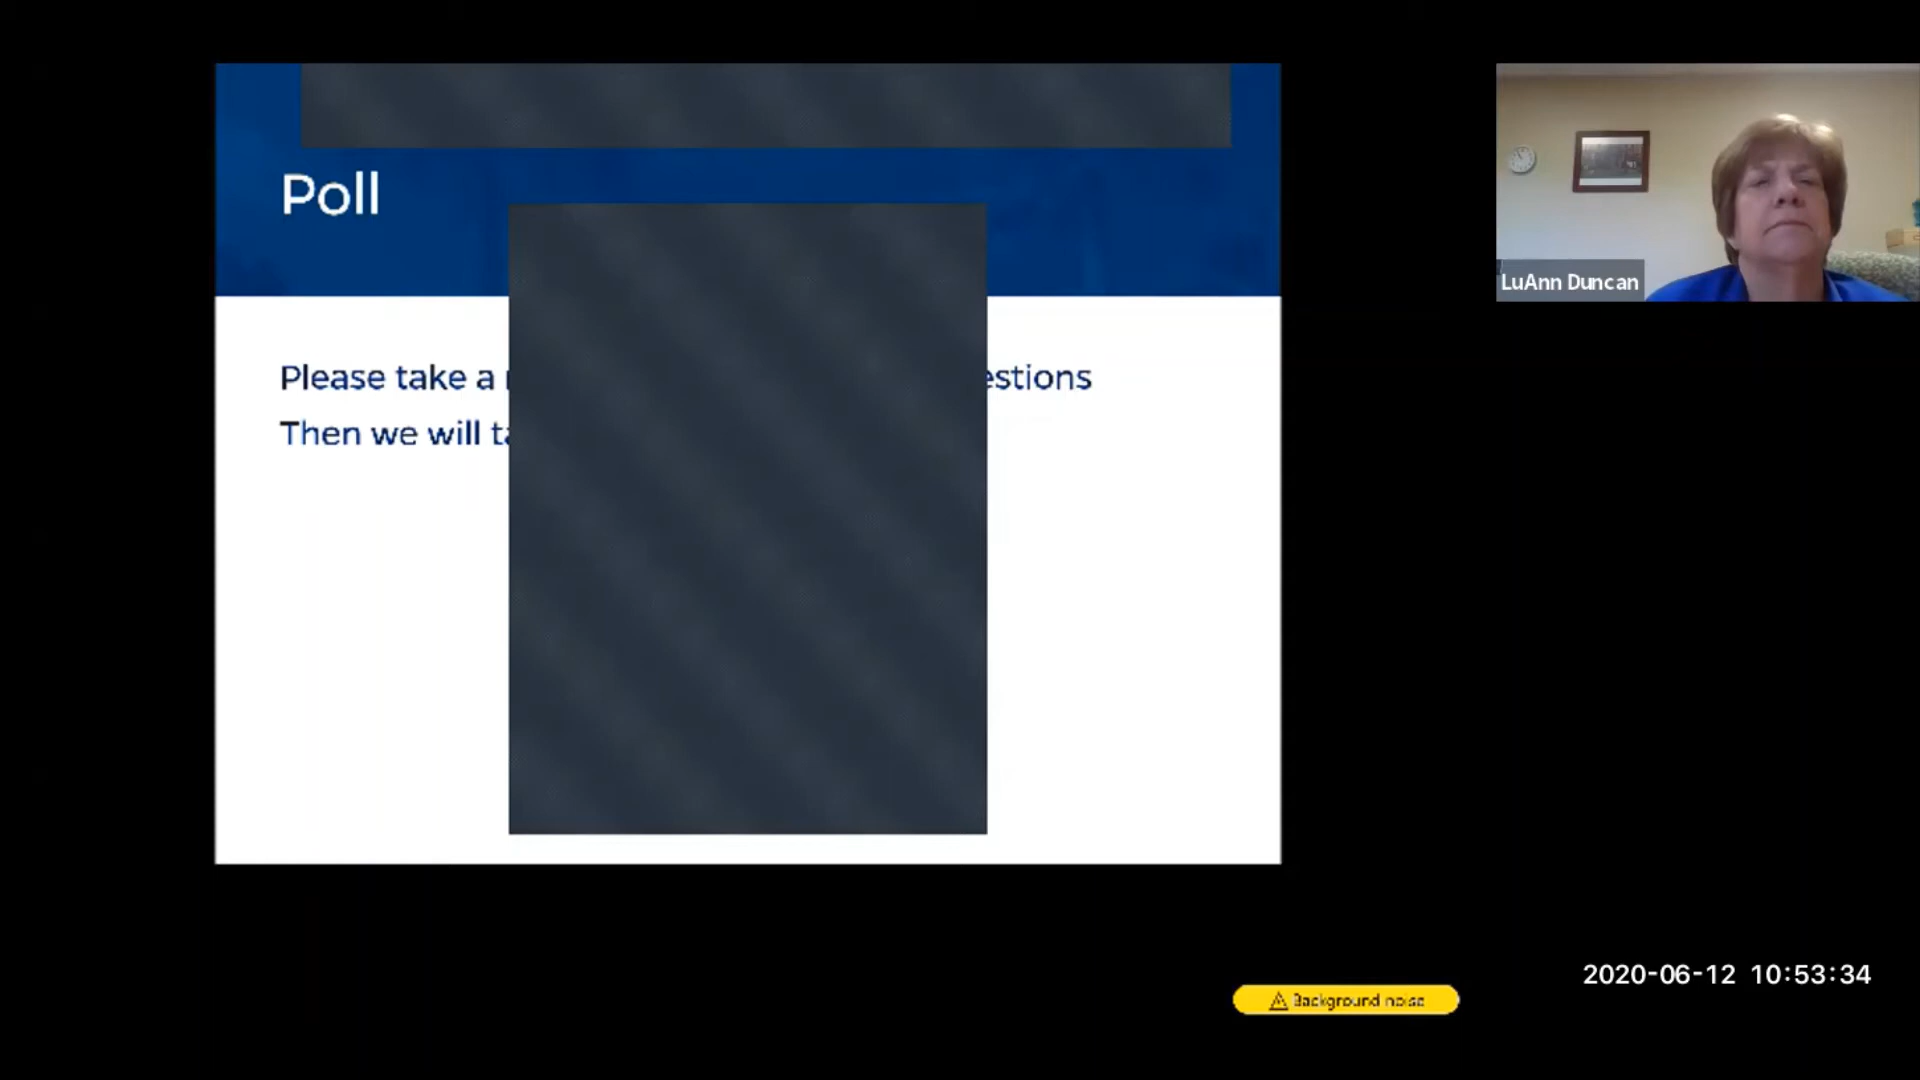 Poll
Please take a
estions
Then we will
LuAnn Duncan
2020-06-12 10:53:34
Background noise